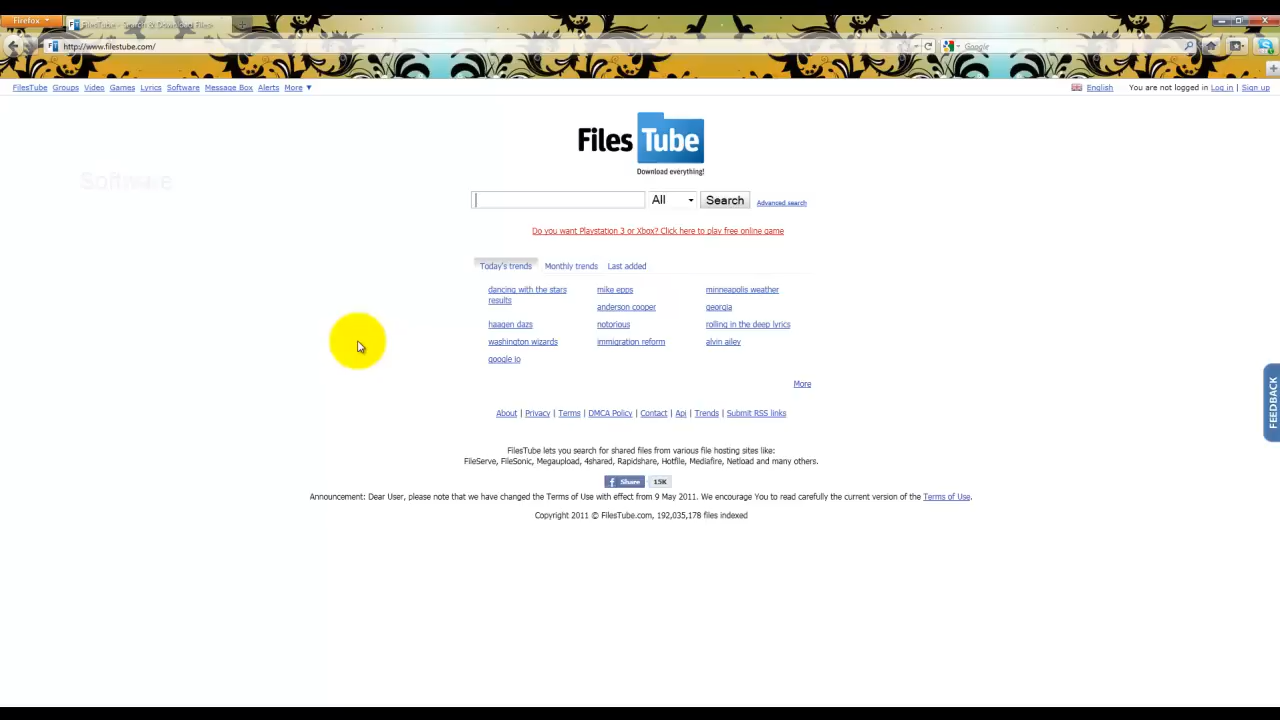 Firefox
FilesTube - Search & Download Files
http://www.filestube.com/
Google
FilesTube Groups Video Games Lyrics Software Message Box Alerts More ▼
English You are not logged in Log in | Sign up
Files Tube
Download everything!
Software
All Search Advanced search
Do you want Playstation 3 or Xbox? Click here to play free online game
Today's trends Monthly trends Last added
dancing with the stars results
mike epps
minneapolis weather
anderson cooper
georgia
haagen dazs
notorious
rolling in the deep lyrics
washington wizards
immigration reform
alvin ailey
google io
More
FEEDBACK
About | Privacy | Terms | DMCA Policy | Contact | Api | Trends | Submit RSS links
FilesTube lets you search for shared files from various file hosting sites like:
FileServe, FileSonic, Megaupload, 4shared, Rapidshare, Hotfile, Mediafire, Netload and many others.
f Share 15K
Announcement: Dear User, please note that we have changed the Terms of Use with effect from 9 May 2011. We encourage You to read carefully the current version of the Terms of Use.
Copyright 2011 © FilesTube.com, 192,035,178 files indexed